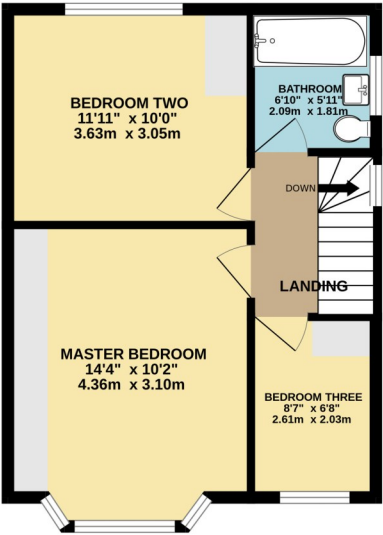 BEDROOM TWO
11'11" x 10'0"
3.63m x 3.05m
BATHROOM
6'10" x 5'11"
2.09m x 1.81m
DOWN
LANDING
MASTER BEDROOM
14'4" x 10'2"
4.36m x 3.10m
BEDROOM THREE
8'7" x 6'8"
2.61m x 2.03m